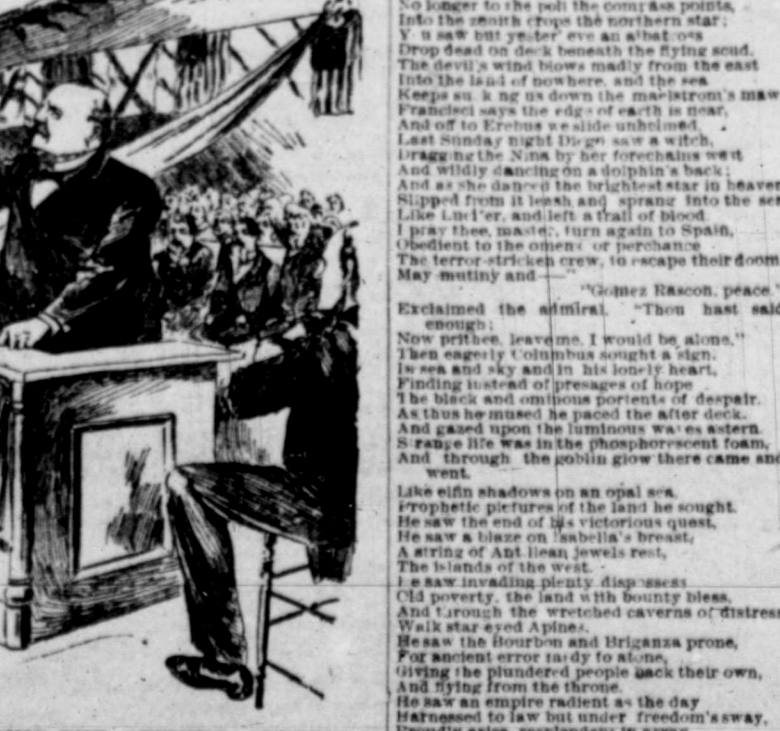 No longer to the poll the compass points,
Into the zenith crops the northern star;
Y u saw but yester' eve an albatross
Drop dead on deck beneath the flying scud.
The devil's wind blows madly from the east
Into the land of nowhere, and the sea
Keeps su k ng us down the maelstrom's maw
Francisci says the edge of earth is near,
And off to Erebus we slide unhelmed.
Last Sunday night Diego saw a witch,
Dragging the Nina by her forechains west
And wildly dancing on a dolphin's back;
And as she danced the brightest star in heaven
Slipped from it leash and sprang into the sea
Like Lucifer, and left a trail of blood.
I pray thee, master, turn again to Spain,
Obedient to the omens or perchance
The terror-stricken crew, to escape their doom
May mutiny and—"
"Gomez Rascon, peace,"
Exclaimed the admiral. "Thou hast said
enough;
Now prithee, leave me, I would be alone."
Then eagerly Columbus sought a sign.
In sea and sky and in his lonely heart,
Finding instead of presages of hope
The black and ominous portents of despair.
As thus he mused he paced the after deck.
And gazed upon the luminous waves astern.
Strange life was in the phosphorescent foam,
And through the goblin glow there came and
went,
Like elfin shadows on an opal sea,
Prophetic pictures of the land he sought.
He saw the end of his victorious quest,
He saw a blaze on Isabella's breast,
A string of Antillean jewels rest,
The islands of the west.
He saw invading plenty dispossess
Old poverty, the land with bounty bless,
And through the wretched caverns of distress
Walk star eyed Apines.
He saw the Bourbon and Briganza prone,
For ancient error tardy to atone,
Giving the plundered people back their own,
And flying from the throne.
He saw an empire radient as the day
Harnessed to law but under freedom's sway,